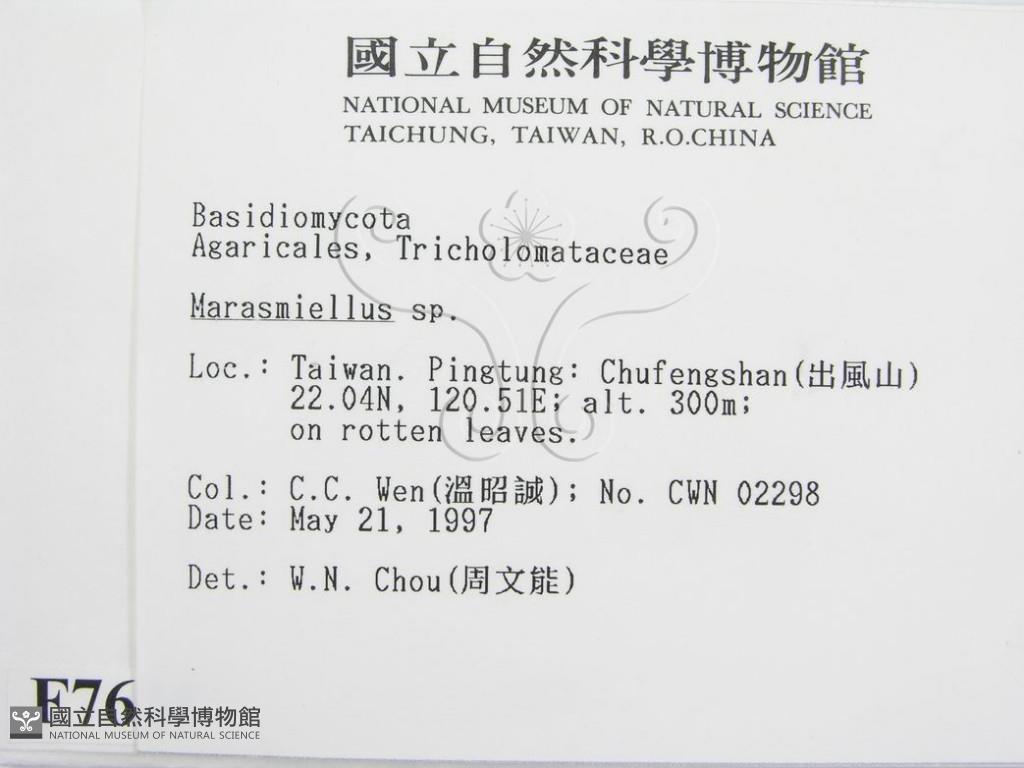 國立自然科學博物館
NATIONAL MUSEUM OF NATURAL SCIENCE
TAICHUNG, TAIWAN, R.O.CHINA
Basidiomycota
Agaricales, Tricholomataceae
Marasmiellus sp.
Loc.: Taiwan. Pingtung: Chufengshan(出風山)
22.04N, 120.51E; alt. 300m;
on rotten leaves.
Col.: C.C. Wen(溫昭誠); No. CWN 02298
Date: May 21, 1997
Det.: W.N. Chou(周文能)
F76
國立自然科學博物館
NATIONAL MUSEUM OF NATURAL SCIENCE